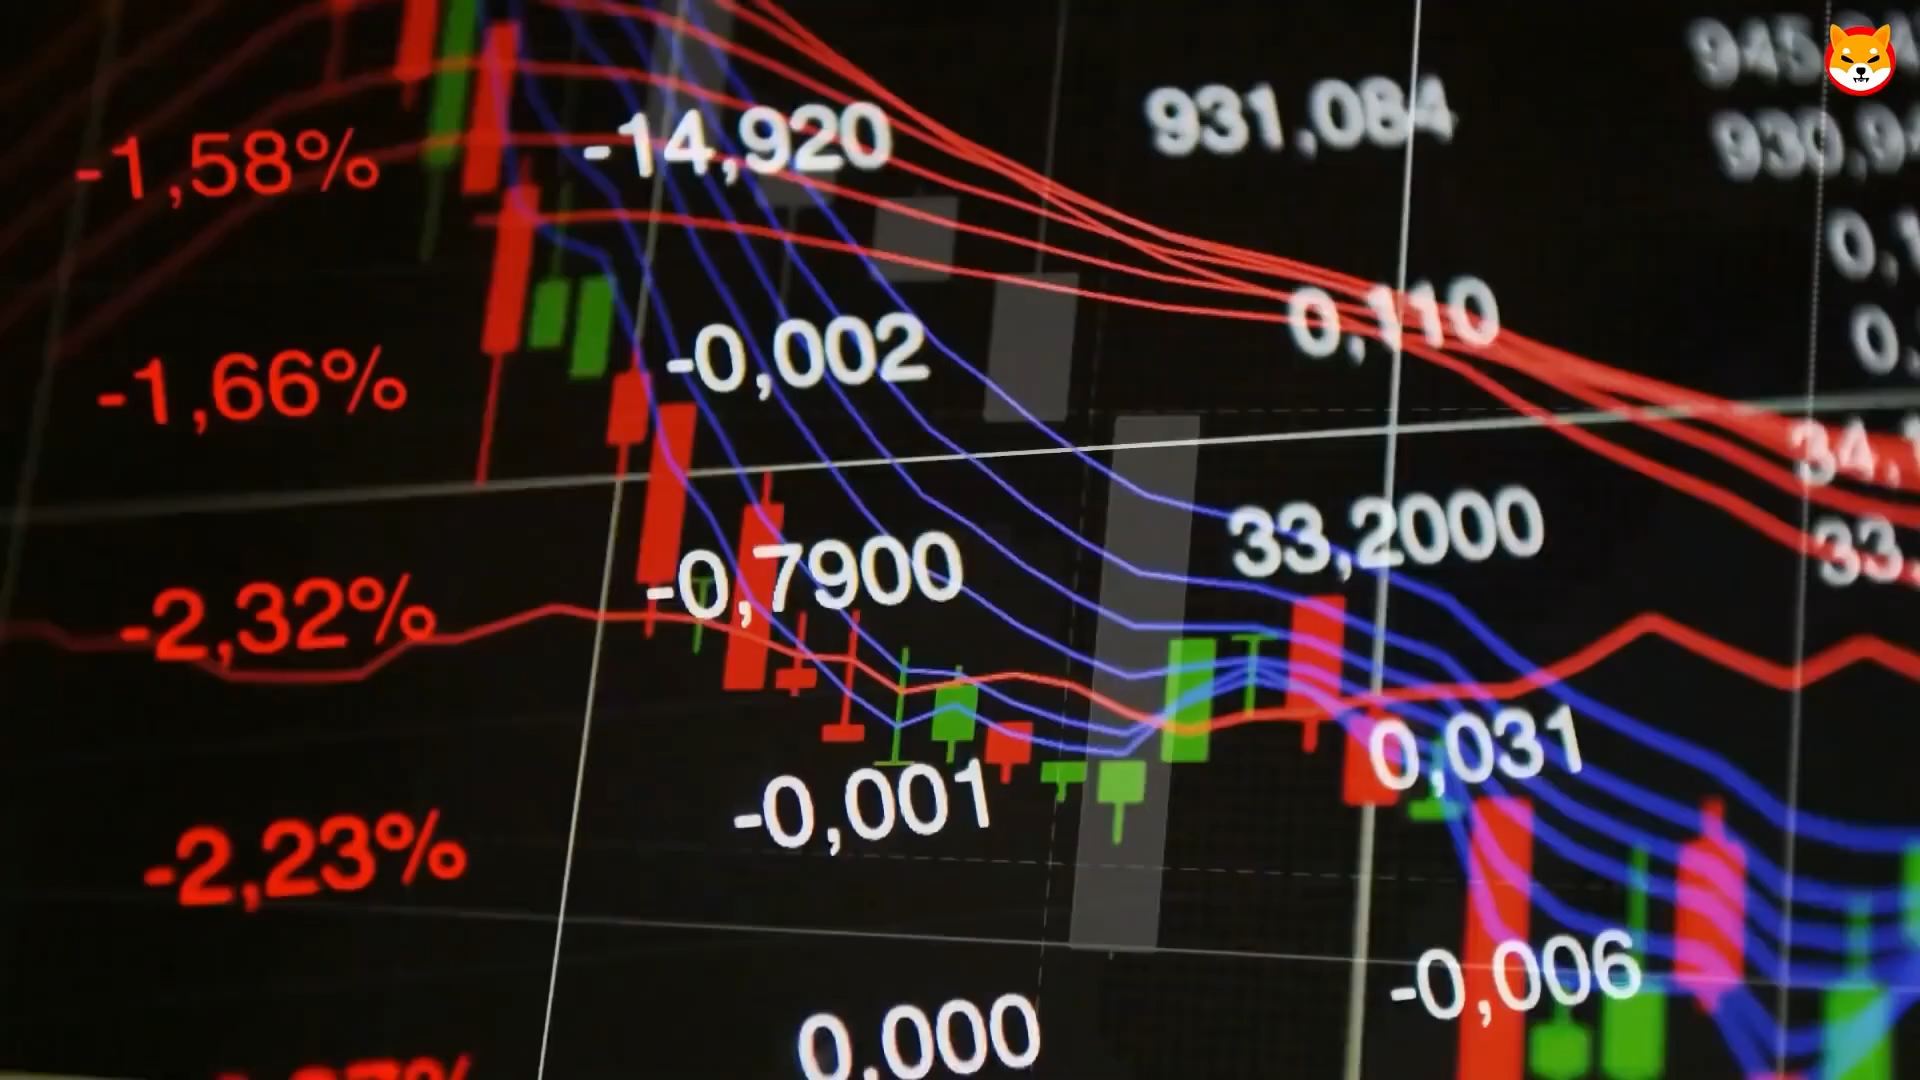 -1,58% -14,920 931,084
-1,66% -0,002 0,110
-2,32% -0,7900 33,2000
-2,23% -0,001 0,031
0,000 -0,006